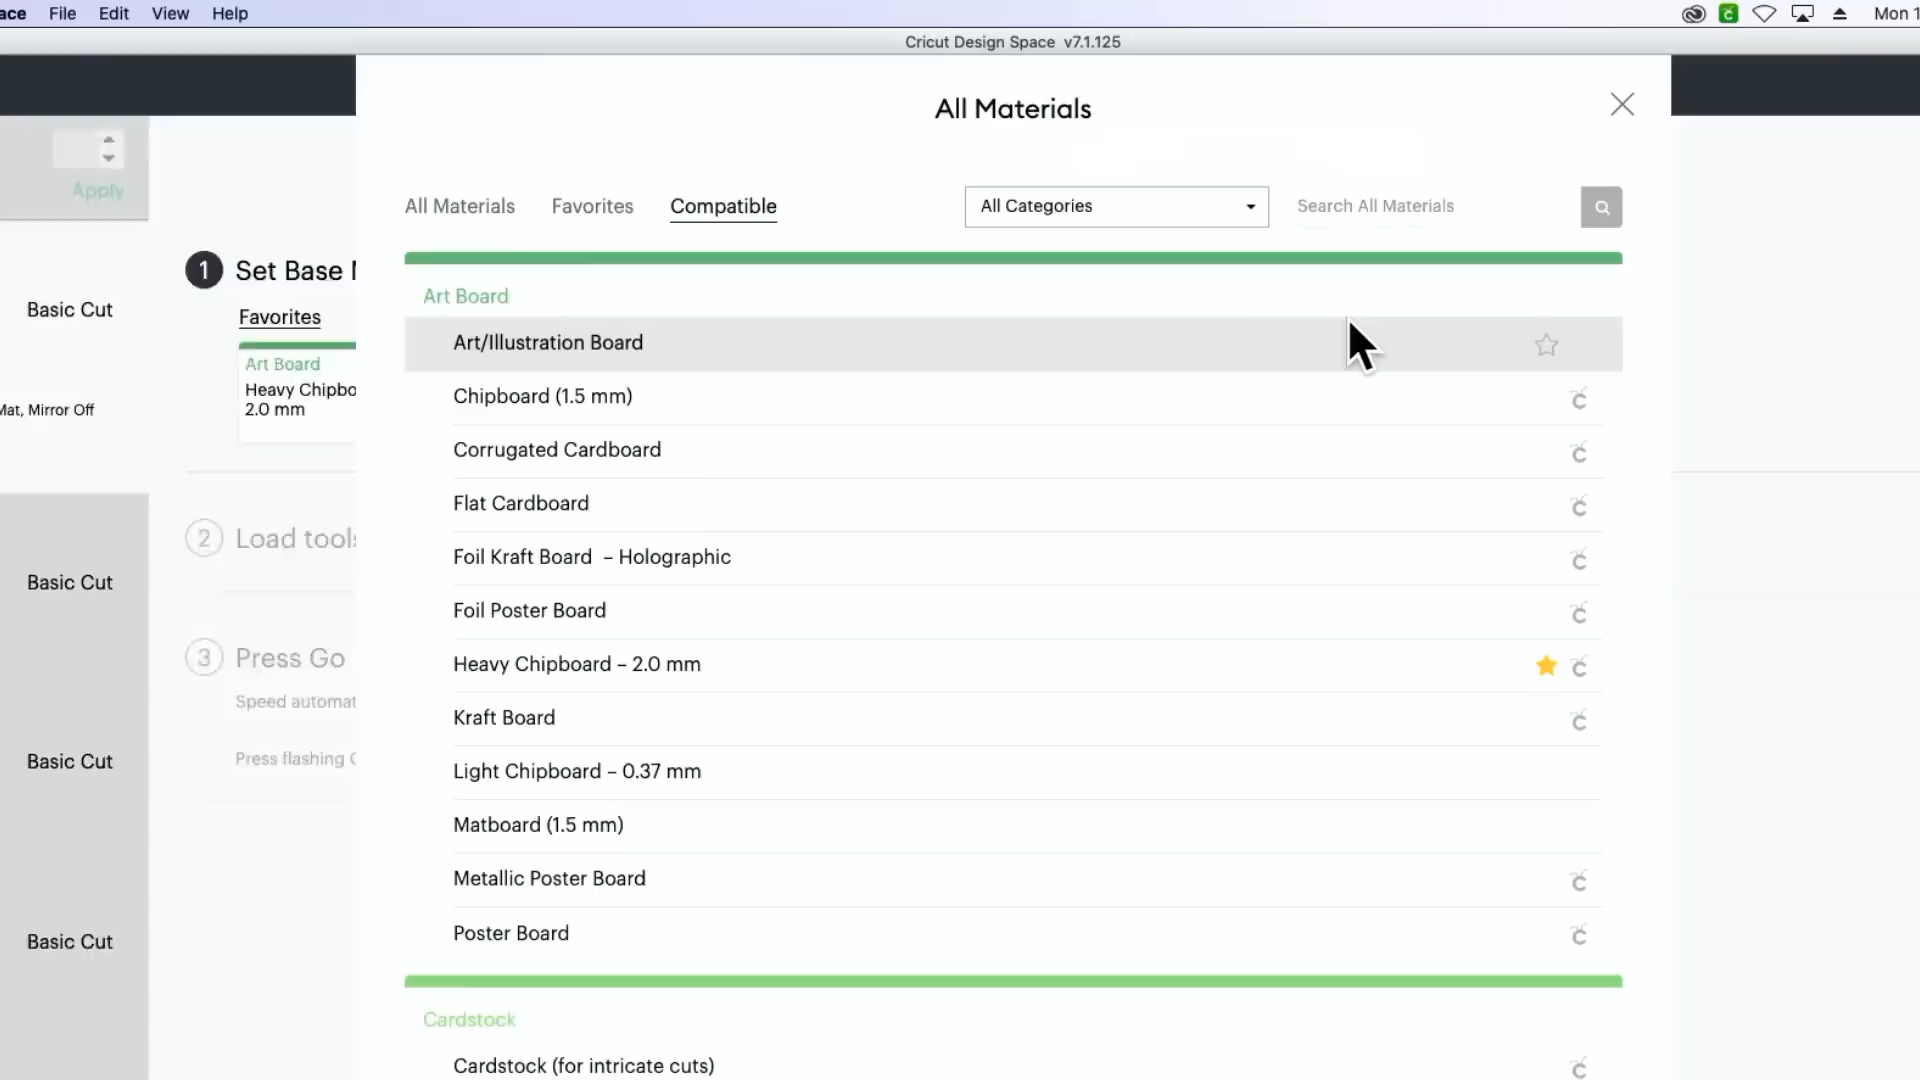 ace File Edit View Help Mon 1
Cricut Design Space v7.1.125
All Materials
Apply
All Materials Favorites Compatible All Categories Search All Materials
1 Set Base
Favorites
Art Board
Heavy Chipbo
2.0 mm
Basic Cut
Mat, Mirror Off
2 Load tools
Basic Cut
3 Press Go
Speed automat
Press flashing
Basic Cut
Basic Cut
Art Board
Art/Illustration Board
Chipboard (1.5 mm)
Corrugated Cardboard
Flat Cardboard
Foil Kraft Board – Holographic
Foil Poster Board
Heavy Chipboard – 2.0 mm
Kraft Board
Light Chipboard – 0.37 mm
Matboard (1.5 mm)
Metallic Poster Board
Poster Board
Cardstock
Cardstock (for intricate cuts)